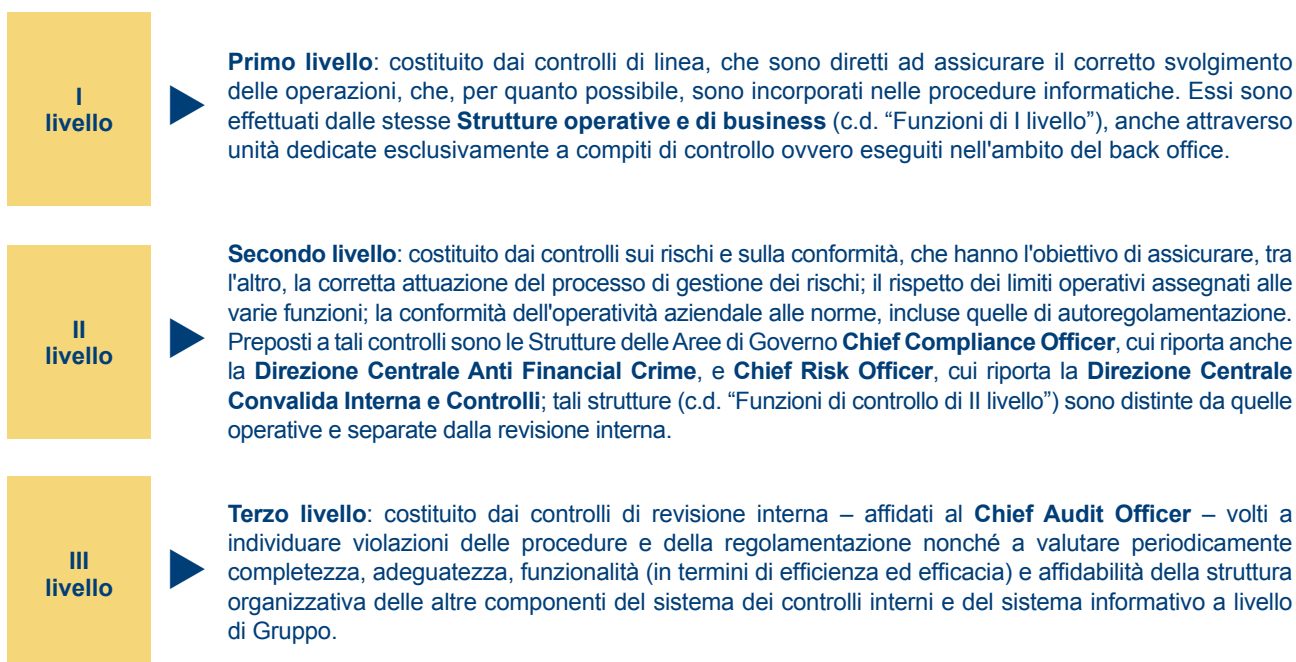 I
livello
Primo livello: costituito dai controlli di linea, che sono diretti ad assicurare il corretto svolgimento
delle operazioni, che, per quanto possibile, sono incorporati nelle procedure informatiche. Essi sono
effettuati dalle stesse Strutture operative e di business (c.d. “Funzioni di I livello”), anche attraverso
unità dedicate esclusivamente a compiti di controllo ovvero eseguiti nell'ambito del back office.
II
livello
Secondo livello: costituito dai controlli sui rischi e sulla conformità, che hanno l'obiettivo di assicurare, tra
l'altro, la corretta attuazione del processo di gestione dei rischi; il rispetto dei limiti operativi assegnati alle
varie funzioni; la conformità dell'operatività aziendale alle norme, incluse quelle di autoregolamentazione.
Preposti a tali controlli sono le Strutture delle Aree di Governo Chief Compliance Officer, cui riporta anche
la Direzione Centrale Anti Financial Crime, e Chief Risk Officer, cui riporta la Direzione Centrale
Convalida Interna e Controlli; tali strutture (c.d. “Funzioni di controllo di II livello”) sono distinte da quelle
operative e separate dalla revisione interna.
III
livello
Terzo livello: costituito dai controlli di revisione interna – affidati al Chief Audit Officer – volti a
individuare violazioni delle procedure e della regolamentazione nonché a valutare periodicamente
completezza, adeguatezza, funzionalità (in termini di efficienza ed efficacia) e affidabilità della struttura
organizzativa delle altre componenti del sistema dei controlli interni e del sistema informativo a livello
di Gruppo.